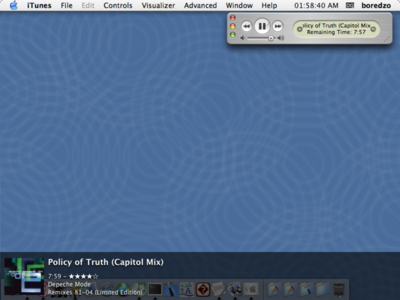 iTunes File Edit Controls Visualizer Advanced Window Help 01:58:40 AM boredzo
olicy of Truth (Capitol Mix
Remaining Time: 7:57
Policy of Truth (Capitol Mix)
7:59 – ★★★★☆
Depeche Mode
Remixes 81–04 (Limited Edition)